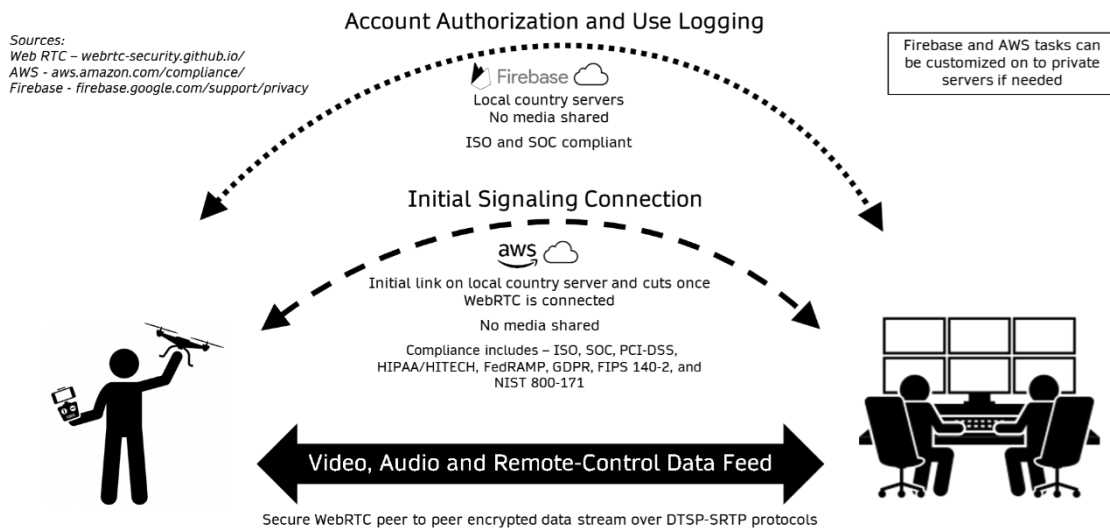 Account Authorization and Use Logging
Sources:
Web RTC – webrtc-security.github.io/
AWS - aws.amazon.com/compliance/
Firebase - firebase.google.com/support/privacy
Firebase and AWS tasks can
be customized on to private
servers if needed
Firebase
Local country servers
No media shared
ISO and SOC compliant
Initial Signaling Connection
aws
Initial link on local country server and cuts once
WebRTC is connected
No media shared
Compliance includes – ISO, SOC, PCI-DSS,
HIPAA/HITECH, FedRAMP, GDPR, FIPS 140-2, and
NIST 800-171
Video, Audio and Remote-Control Data Feed
Secure WebRTC peer to peer encrypted data stream over DTSP-SRTP protocols